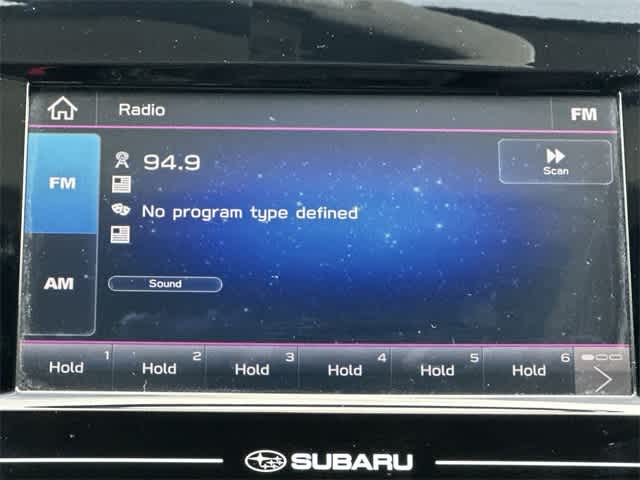 Radio
FM
FM
94.9
Scan
No program type defined
AM
Sound
Hold 1 Hold 2 Hold 3 Hold 4 Hold 5 Hold 6
SUBARU